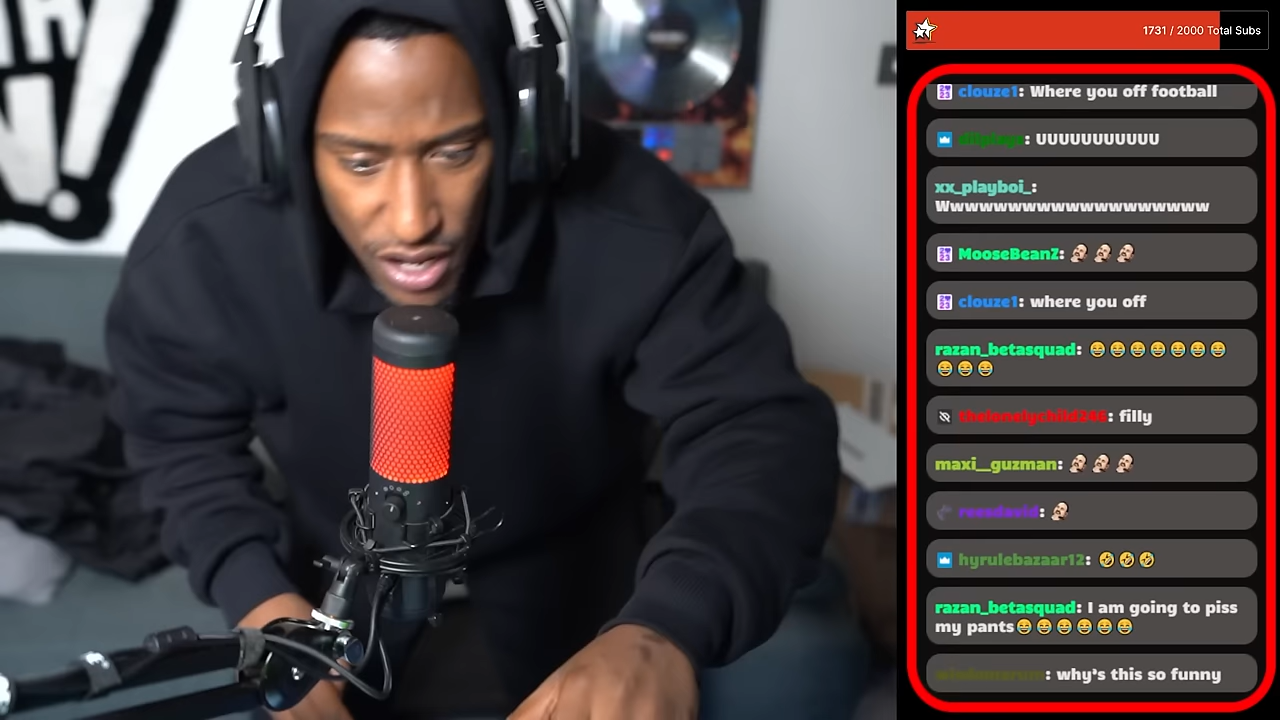 1731 / 2000 Total Subs
clouze1: Where you off football
: UUUUUUUUUUU
xx_playboi_:
Wwwwwwwwwwwwwwwwwww
MooseBeanZ:
clouze1: where you off
razan_betasquad:
thelonelychild206: filly
maxi__guzman:
hyrulebazaar12:
razan_betasquad: I am going to piss
my pants
: why's this so funny